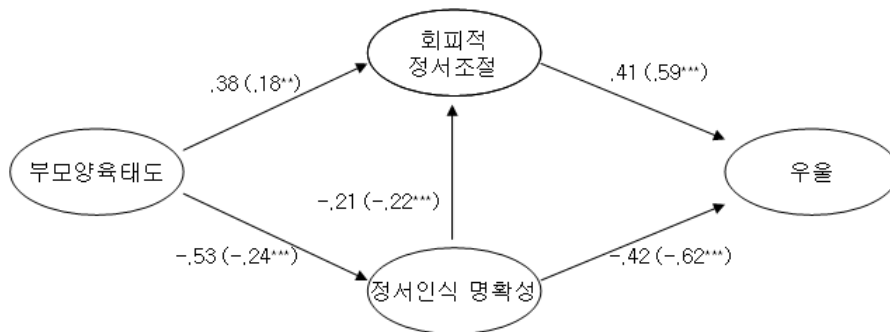 회피적
정서조절
.38 (.18**)
.41 (.59***)
부모양육태도
우울
-.21 (-.22***)
-.53 (-.24***)
-.42 (-.62***)
정서인식 명확성